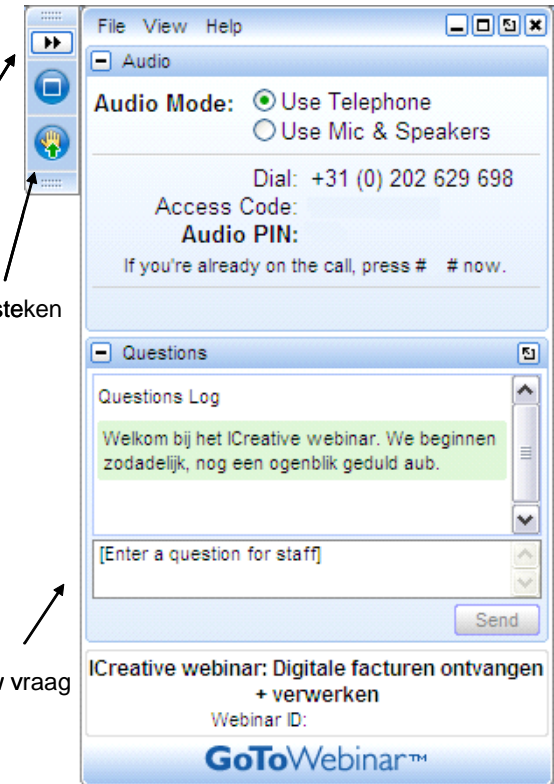 File View Help
Audio
Audio Mode: Use Telephone
Use Mic & Speakers
Dial: +31 (0) 202 629 698
Access Code:
Audio PIN:
If you're already on the call, press # # now.
steken
Questions
Questions Log
Welkom bij het ICreative webinar. We beginnen
zodadelijk, nog een ogenblik geduld aub.
[Enter a question for staff]
Send
vraag
ICreative webinar: Digitale facturen ontvangen
+ verwerken
Webinar ID:
GoToWebinar™